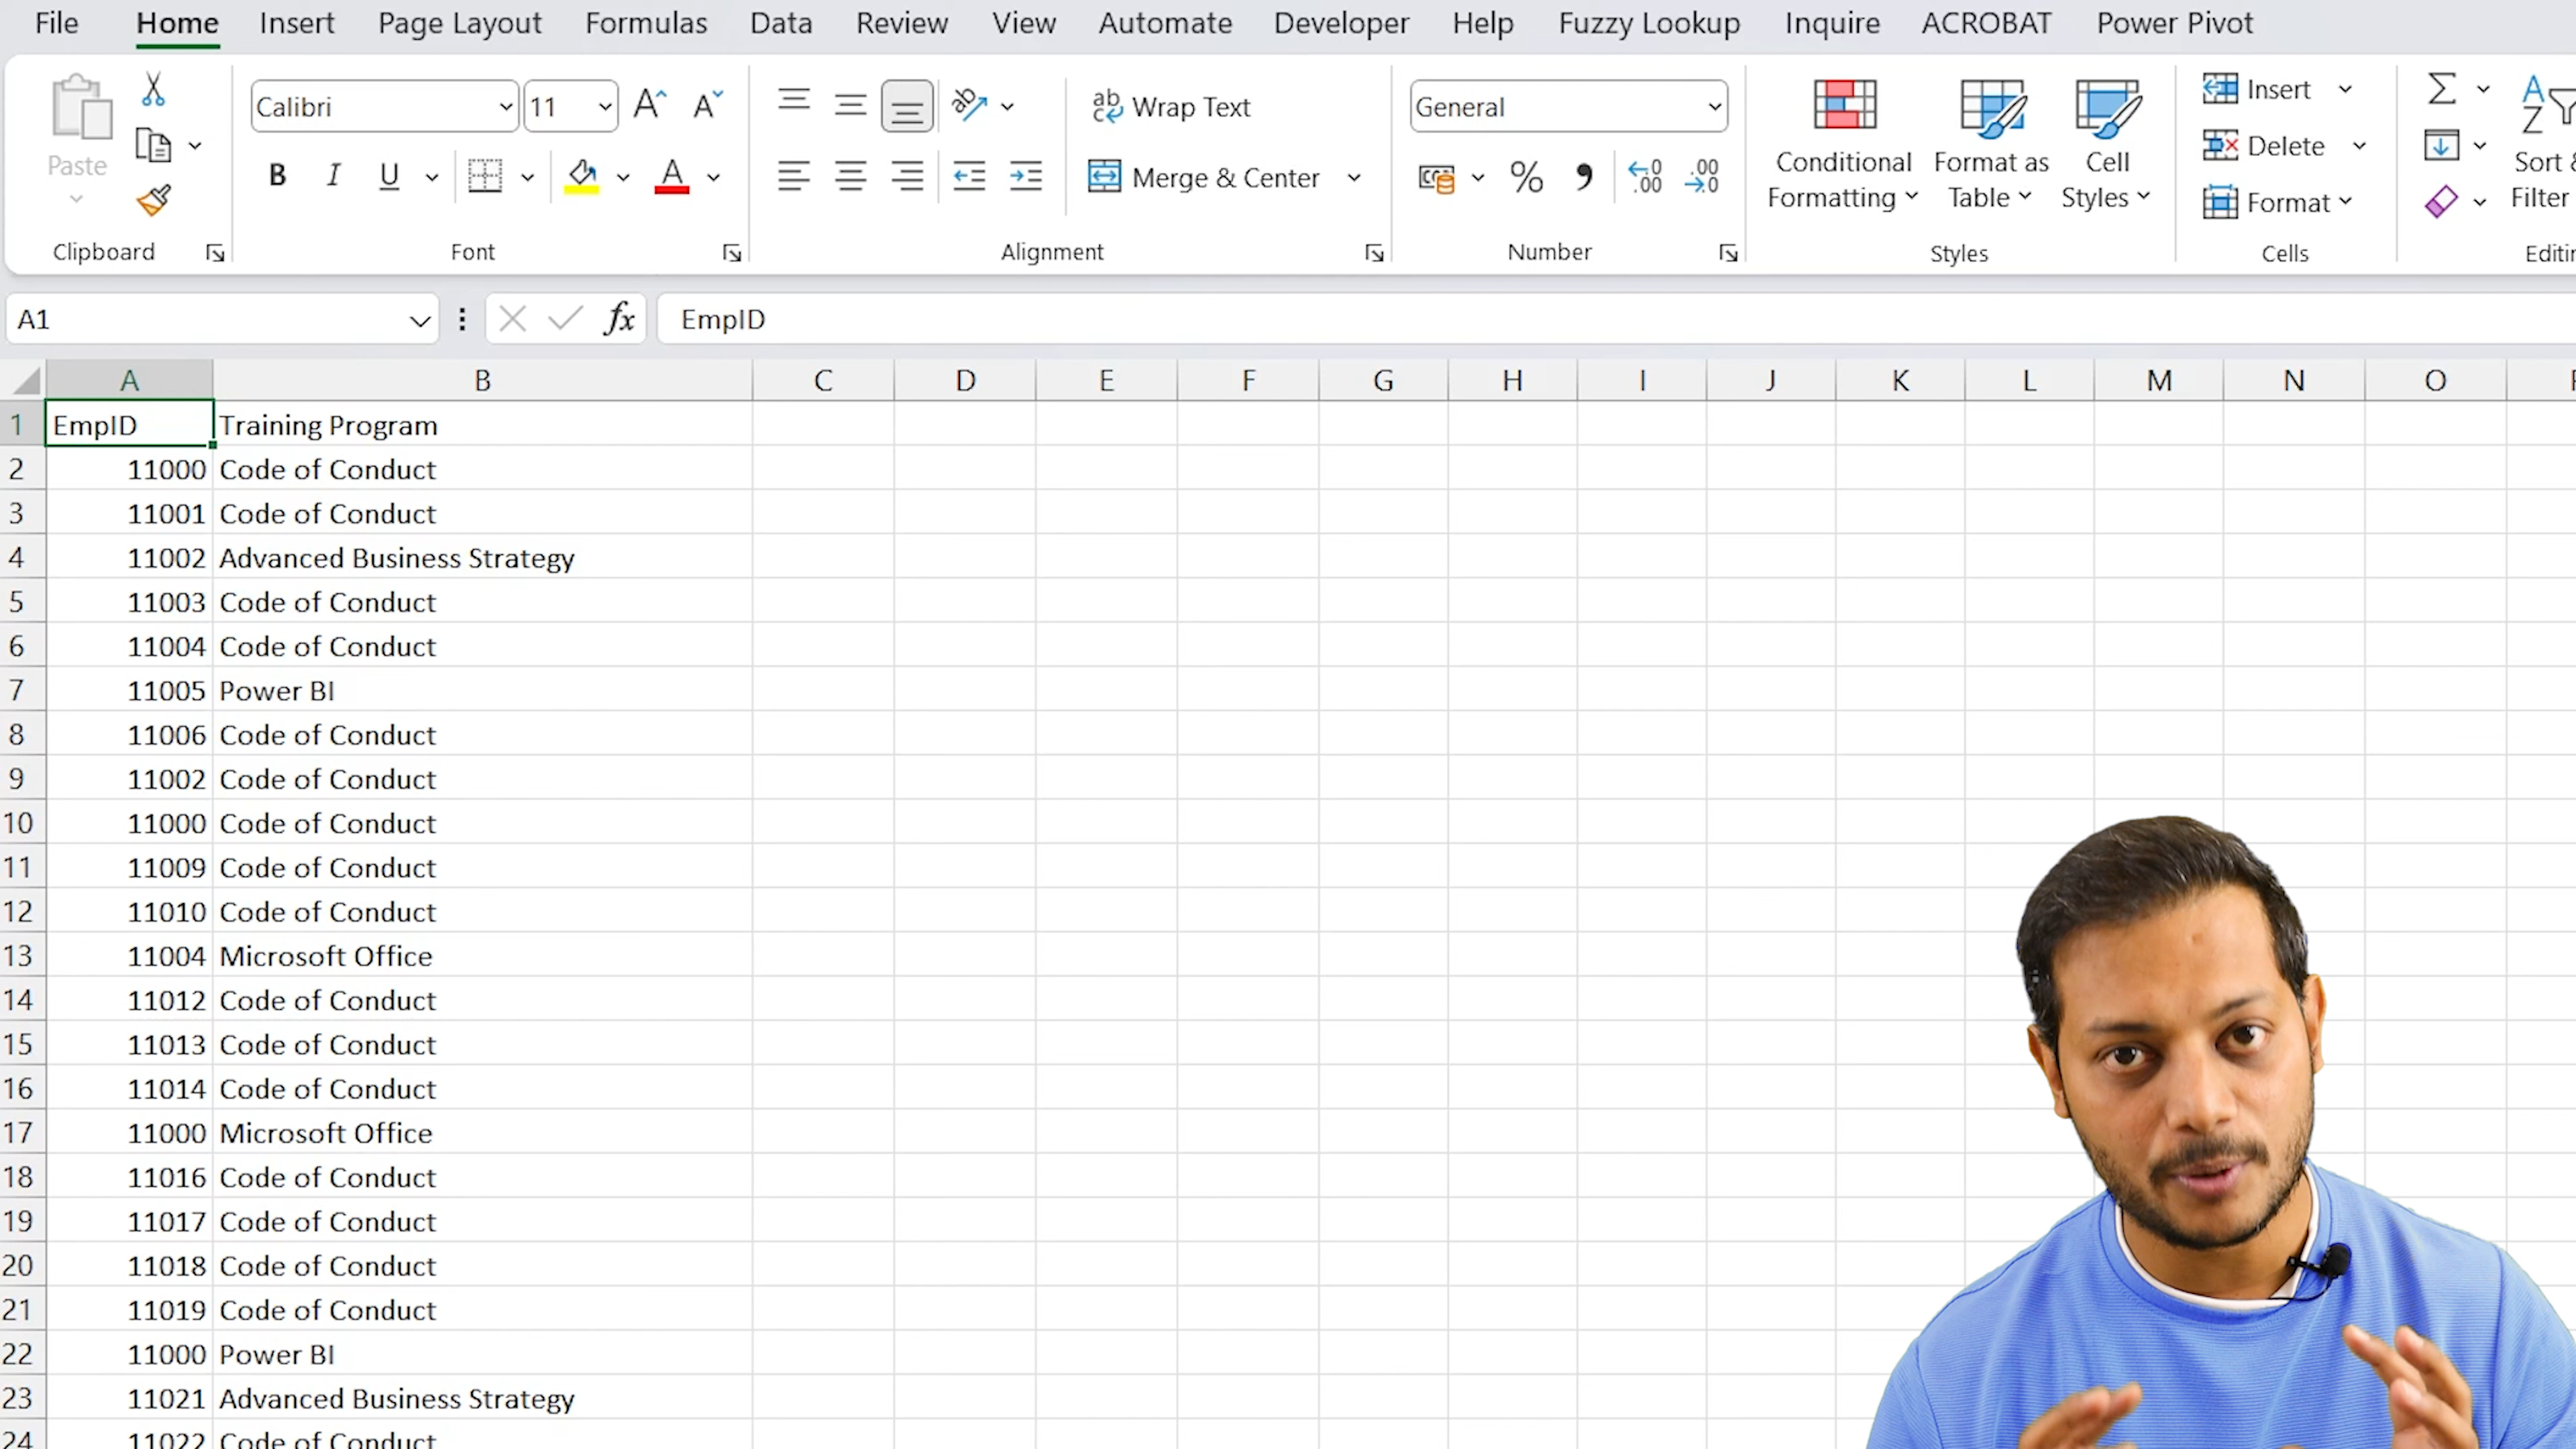 File Home Insert Page Layout Formulas Data Review View Automate Developer Help Fuzzy Lookup Inquire ACROBAT Power Pivot
Paste
Calibri 11
B I U
Wrap Text
Merge & Center
General
Conditional Formatting
Format as Table
Cell Styles
Insert
Delete
Format
Sort &
Filter
Clipboard Font Alignment Number Styles Cells
A1 fx EmpID
A B C D E F G H I J K L M N O
1 EmpID Training Program
2 11000 Code of Conduct
3 11001 Code of Conduct
4 11002 Advanced Business Strategy
5 11003 Code of Conduct
6 11004 Code of Conduct
7 11005 Power BI
8 11006 Code of Conduct
9 11002 Code of Conduct
10 11000 Code of Conduct
11 11009 Code of Conduct
12 11010 Code of Conduct
13 11004 Microsoft Office
14 11012 Code of Conduct
15 11013 Code of Conduct
16 11014 Code of Conduct
17 11000 Microsoft Office
18 11016 Code of Conduct
19 11017 Code of Conduct
20 11018 Code of Conduct
21 11019 Code of Conduct
22 11000 Power BI
23 11021 Advanced Business Strategy
24 11022 Code of Conduct